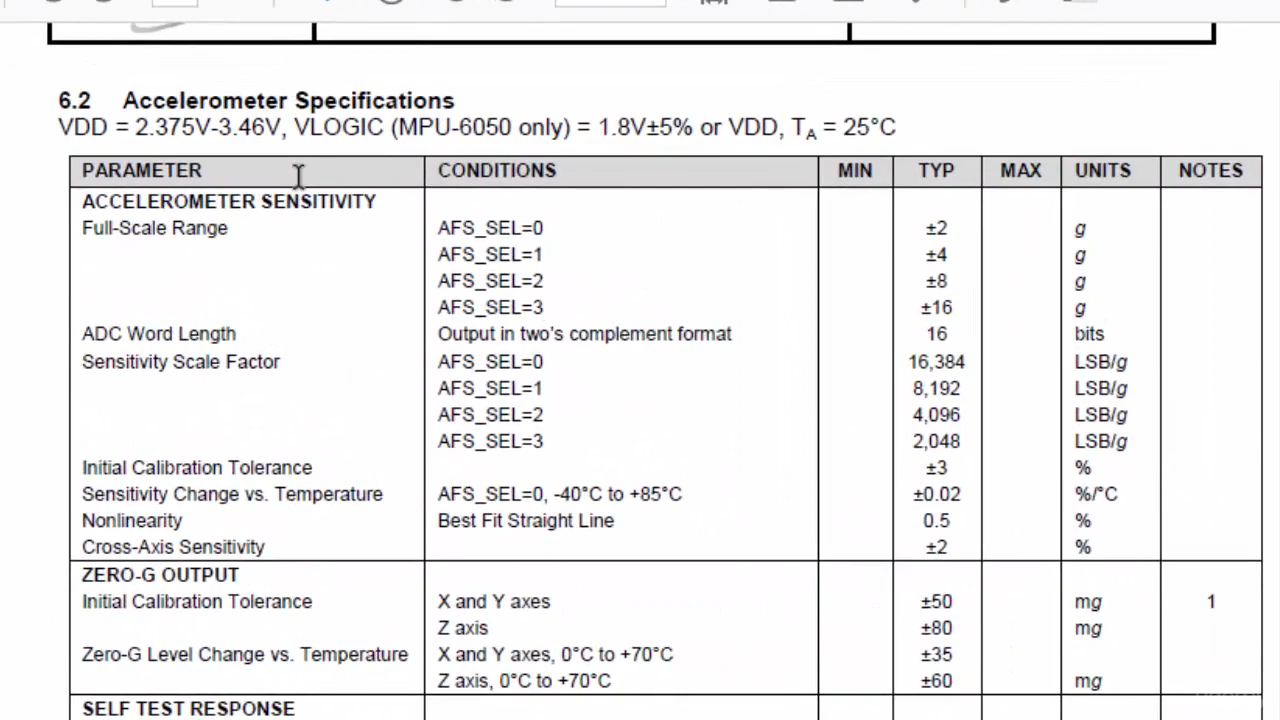 6.2 Accelerometer Specifications
VDD = 2.375V-3.46V, VLOGIC (MPU-6050 only) = 1.8V±5% or VDD, TA = 25°C
PARAMETER CONDITIONS MIN TYP MAX UNITS NOTES
ACCELEROMETER SENSITIVITY
Full-Scale Range AFS_SEL=0 ±2 g
AFS_SEL=1 ±4 g
AFS_SEL=2 ±8 g
AFS_SEL=3 ±16 g
ADC Word Length Output in two's complement format 16 bits
Sensitivity Scale Factor AFS_SEL=0 16,384 LSB/g
AFS_SEL=1 8,192 LSB/g
AFS_SEL=2 4,096 LSB/g
AFS_SEL=3 2,048 LSB/g
Initial Calibration Tolerance ±3 %
Sensitivity Change vs. Temperature AFS_SEL=0, -40°C to +85°C ±0.02 %/°C
Nonlinearity Best Fit Straight Line 0.5 %
Cross-Axis Sensitivity ±2 %
ZERO-G OUTPUT
Initial Calibration Tolerance X and Y axes ±50 mg 1
Z axis ±80 mg
Zero-G Level Change vs. Temperature X and Y axes, 0°C to +70°C ±35
Z axis, 0°C to +70°C ±60 mg
SELF TEST RESPONSE